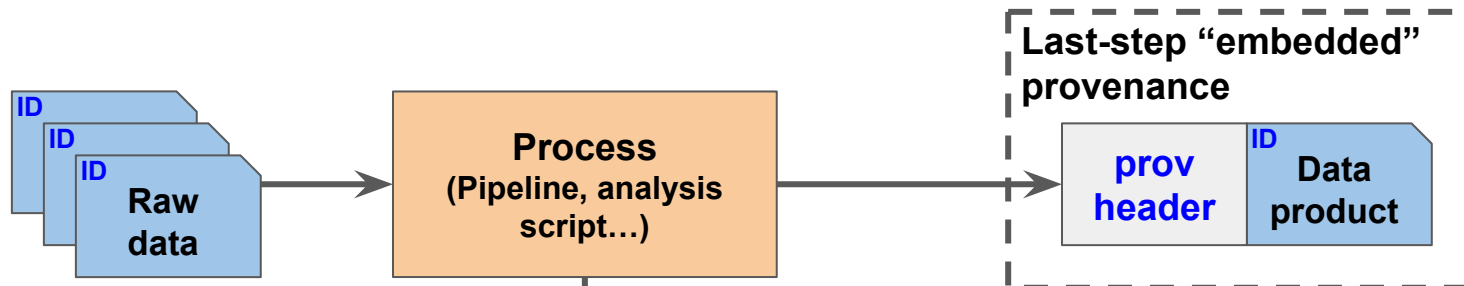 Last-step “embedded”
provenance
ID
ID
ID
Raw
data
Process
(Pipeline, analysis
script…)
prov
header
ID
Data
product